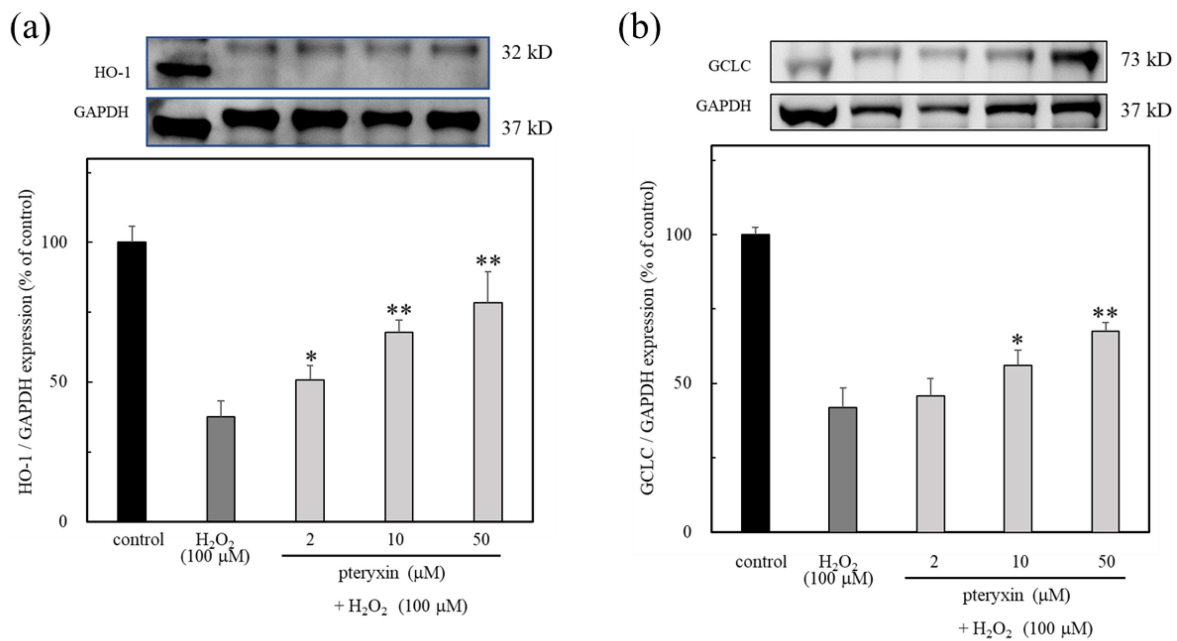 (a)
HO-1
32 kD
GAPDH
37 kD
HO-1 / GAPDH expression (% of control)
100
50
0
*
**
**
control
H₂O₂
(100 μM)
2
10
50
pteryxin (μM)
+ H₂O₂ (100 μM)
(b)
GCLC
73 kD
GAPDH
37 kD
GCLC / GAPDH expression (% of control)
100
50
0
*
**
control
H₂O₂
(100 μM)
2
10
50
pteryxin (μM)
+ H₂O₂ (100 μM)